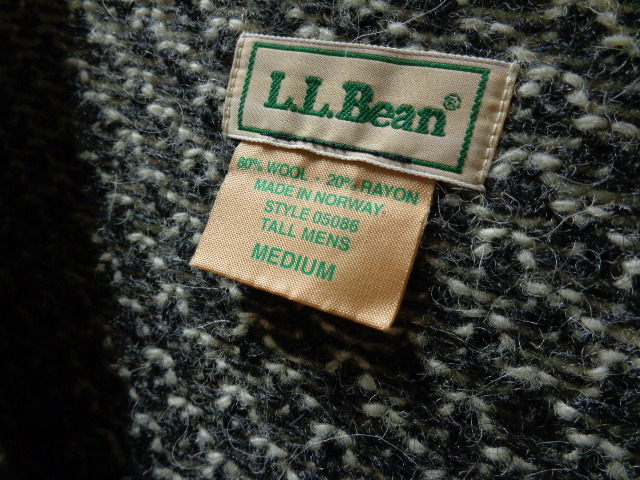 L.L.Bean®
80% WOOL - 20% RAYON
MADE IN NORWAY
STYLE 05086
TALL MENS
MEDIUM